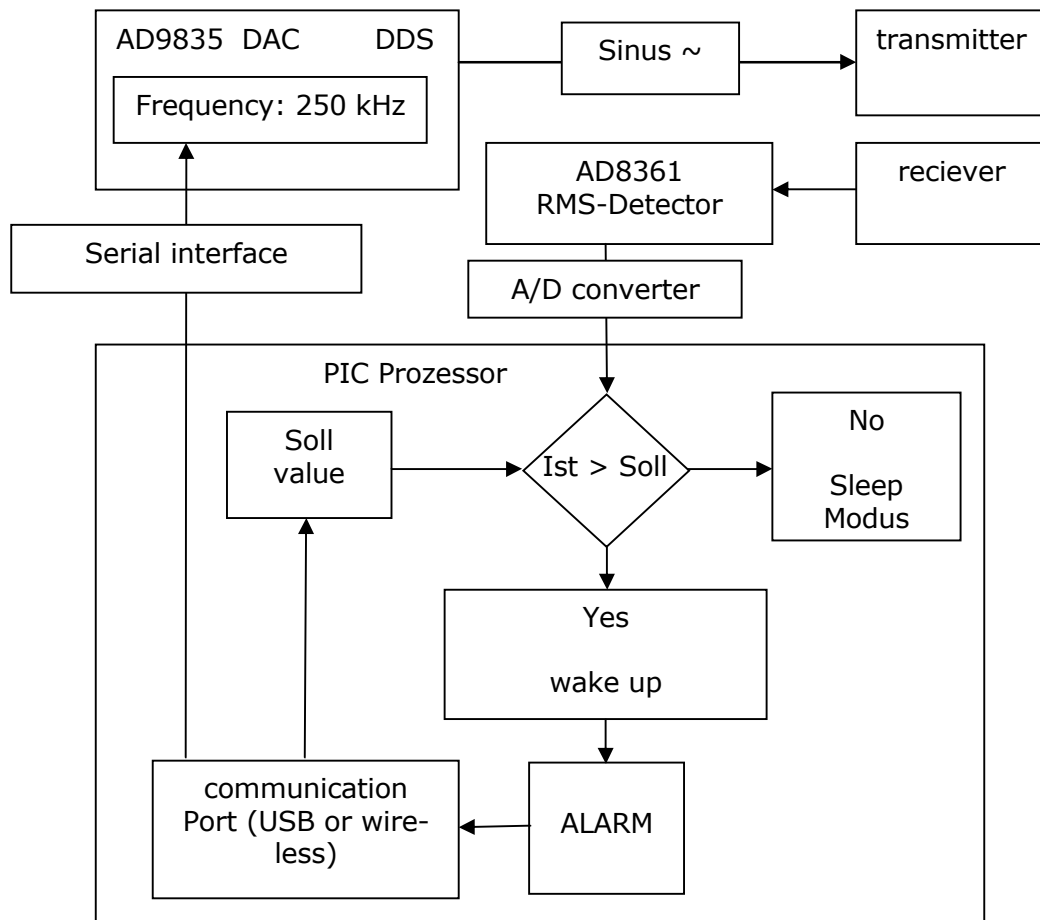 AD9835 DAC DDS
Frequency: 250 kHz
Sinus ~
transmitter
AD8361
RMS-Detector
reciever
Serial interface
A/D converter
PIC Prozessor
Soll
value
Ist > Soll
No
Sleep
Modus
Yes
wake up
communication
Port (USB or wire-
less)
ALARM